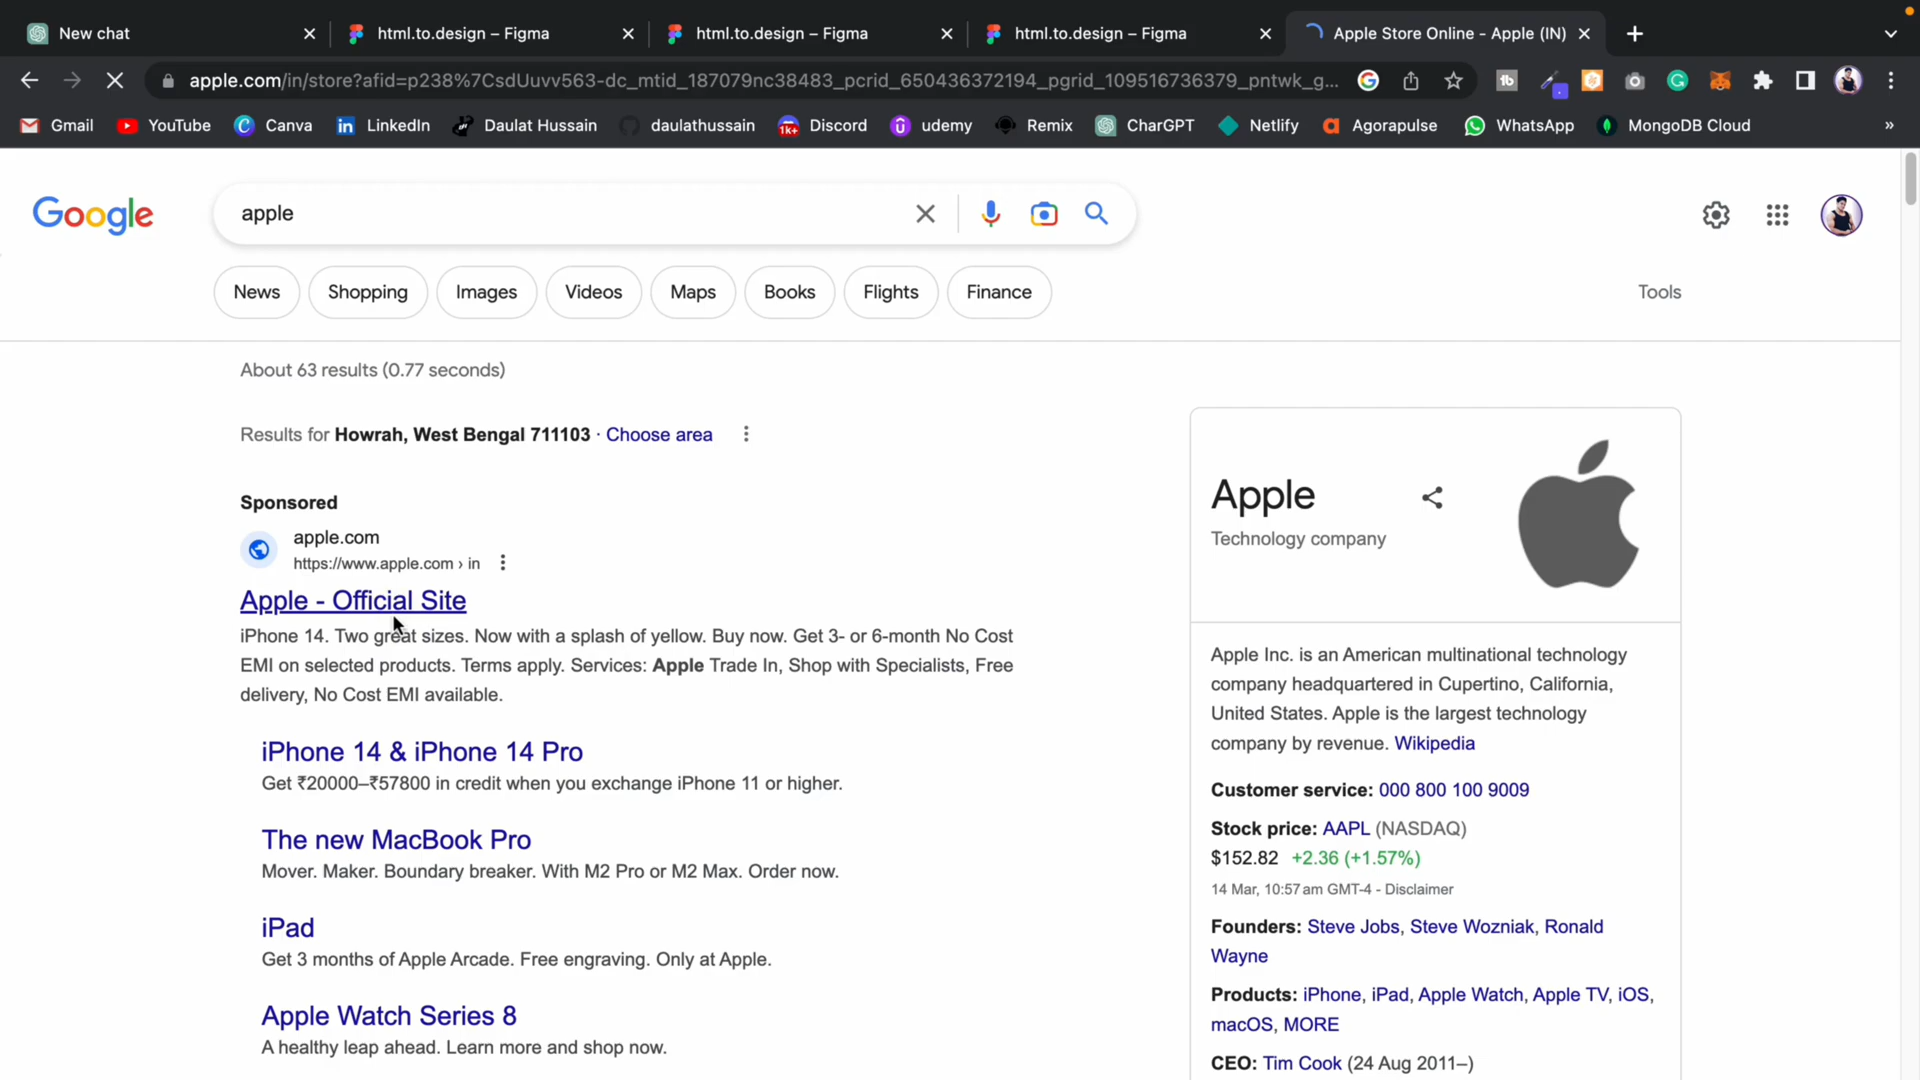 New chat
html.to.design – Figma
html.to.design – Figma
html.to.design – Figma
Apple Store Online - Apple (IN)
apple.com/in/store?afid=p238%7CsdUuvv563-dc_mtid_187079nc38483_pcrid_650436372194_pgrid_109516736379_pntwk_g...
Gmail
YouTube
Canva
LinkedIn
Daulat Hussain
daulathussain
1k+
Discord
udemy
Remix
CharGPT
Netlify
Agorapulse
WhatsApp
MongoDB Cloud
»
Google
apple
News
Shopping
Images
Videos
Maps
Books
Flights
Finance
Tools
About 63 results (0.77 seconds)
Results for Howrah, West Bengal 711103 · Choose area
Sponsored
apple.com
https://www.apple.com › in
Apple - Official Site
iPhone 14. Two great sizes. Now with a splash of yellow. Buy now. Get 3- or 6-month No Cost
EMI on selected products. Terms apply. Services: Apple Trade In, Shop with Specialists, Free
delivery, No Cost EMI available.
iPhone 14 & iPhone 14 Pro
Get ₹20000–₹57800 in credit when you exchange iPhone 11 or higher.
The new MacBook Pro
Mover. Maker. Boundary breaker. With M2 Pro or M2 Max. Order now.
iPad
Get 3 months of Apple Arcade. Free engraving. Only at Apple.
Apple Watch Series 8
A healthy leap ahead. Learn more and shop now.
Apple
Technology company
Apple Inc. is an American multinational technology
company headquartered in Cupertino, California,
United States. Apple is the largest technology
company by revenue. Wikipedia
Customer service: 000 800 100 9009
Stock price: AAPL (NASDAQ)
$152.82 +2.36 (+1.57%)
14 Mar, 10:57 am GMT-4 - Disclaimer
Founders: Steve Jobs, Steve Wozniak, Ronald
Wayne
Products: iPhone, iPad, Apple Watch, Apple TV, iOS,
macOS, MORE
CEO: Tim Cook (24 Aug 2011–)